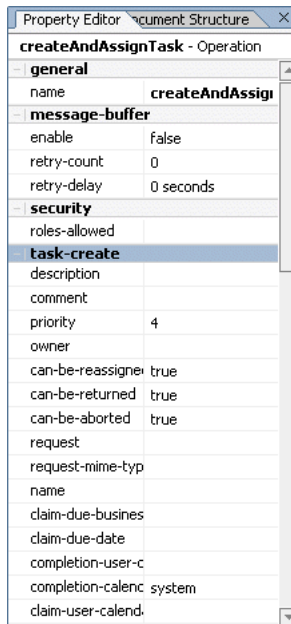 Property Editor ocument Structure
createAndAssignTask - Operation
general
name createAndAssigi
message-buffer
enable false
retry-count 0
retry-delay 0 seconds
security
roles-allowed
task-create
description
comment
priority 4
owner
can-be-reassigne true
can-be-returned true
can-be-aborted true
request
request-mime-typ
name
claim-due-busines
claim-due-date
completion-user-c
completion-calenc system
claim-user-calend